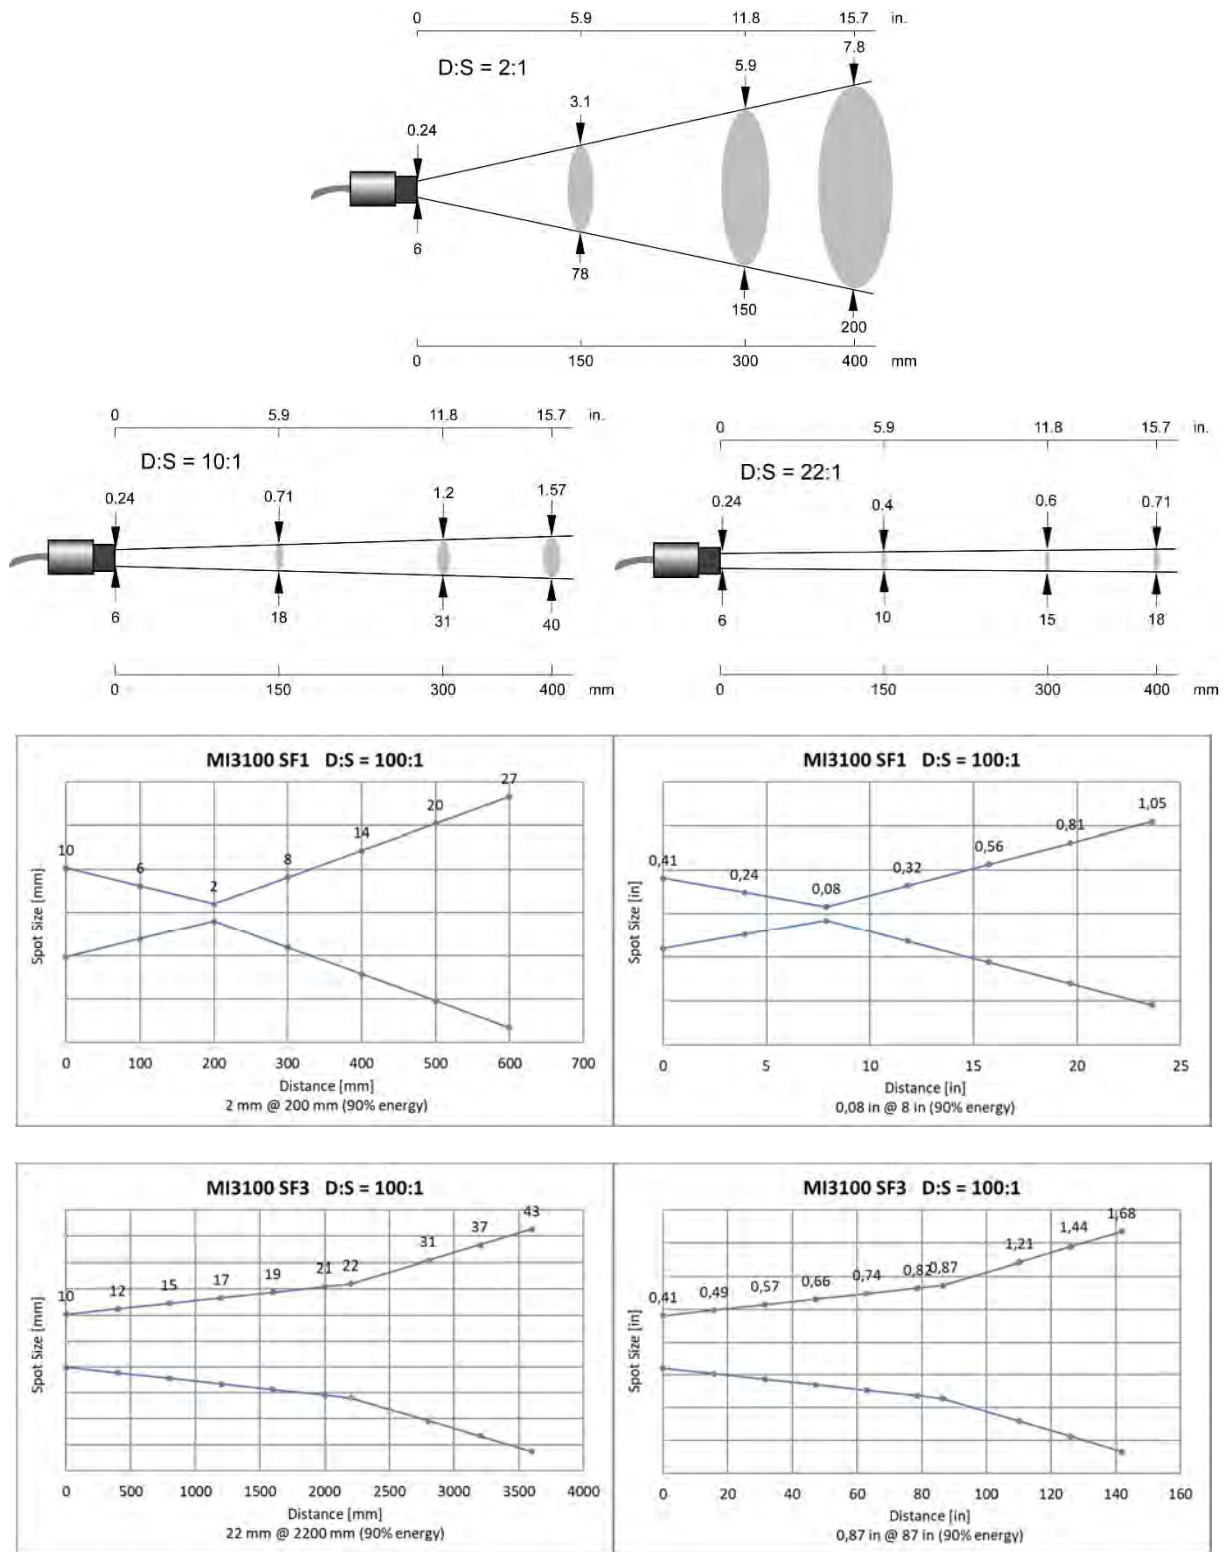 0 5.9 11.8 15.7 in.
7.8
D:S = 2:1
5.9
3.1
0.24
6
78
150
200
0 150 300 400 mm
0 5.9 11.8 15.7 in.
D:S = 10:1
0.24 0.71 1.2 1.57
6 18 31 40
0 150 300 400 mm
0 5.9 11.8 15.7 in.
D:S = 22:1
0.24 0.4 0.6 0.71
6 10 15 18
0 150 300 400 mm
MI3100 SF1 D:S = 100:1
27
20
14
10 6 2 8
Spot Size [mm]
0 100 200 300 400 500 600 700
Distance [mm]
2 mm @ 200 mm (90% energy)
MI3100 SF1 D:S = 100:1
1,05
0,81
0,56
0,41 0,24 0,08 0,32
Spot Size [in]
0 5 10 15 20 25
Distance [in]
0,08 in @ 8 in (90% energy)
MI3100 SF3 D:S = 100:1
10 12 15 17 19 21 22 31 37 43
Spot Size [mm]
0 500 1000 1500 2000 2500 3000 3500 4000
Distance [mm]
22 mm @ 2200 mm (90% energy)
MI3100 SF3 D:S = 100:1
0,41 0,49 0,57 0,66 0,74 0,82 0,87 1,21 1,44 1,68
Spot Size [in]
0 20 40 60 80 100 120 140 160
Distance [in]
0,87 in @ 87 in (90% energy)